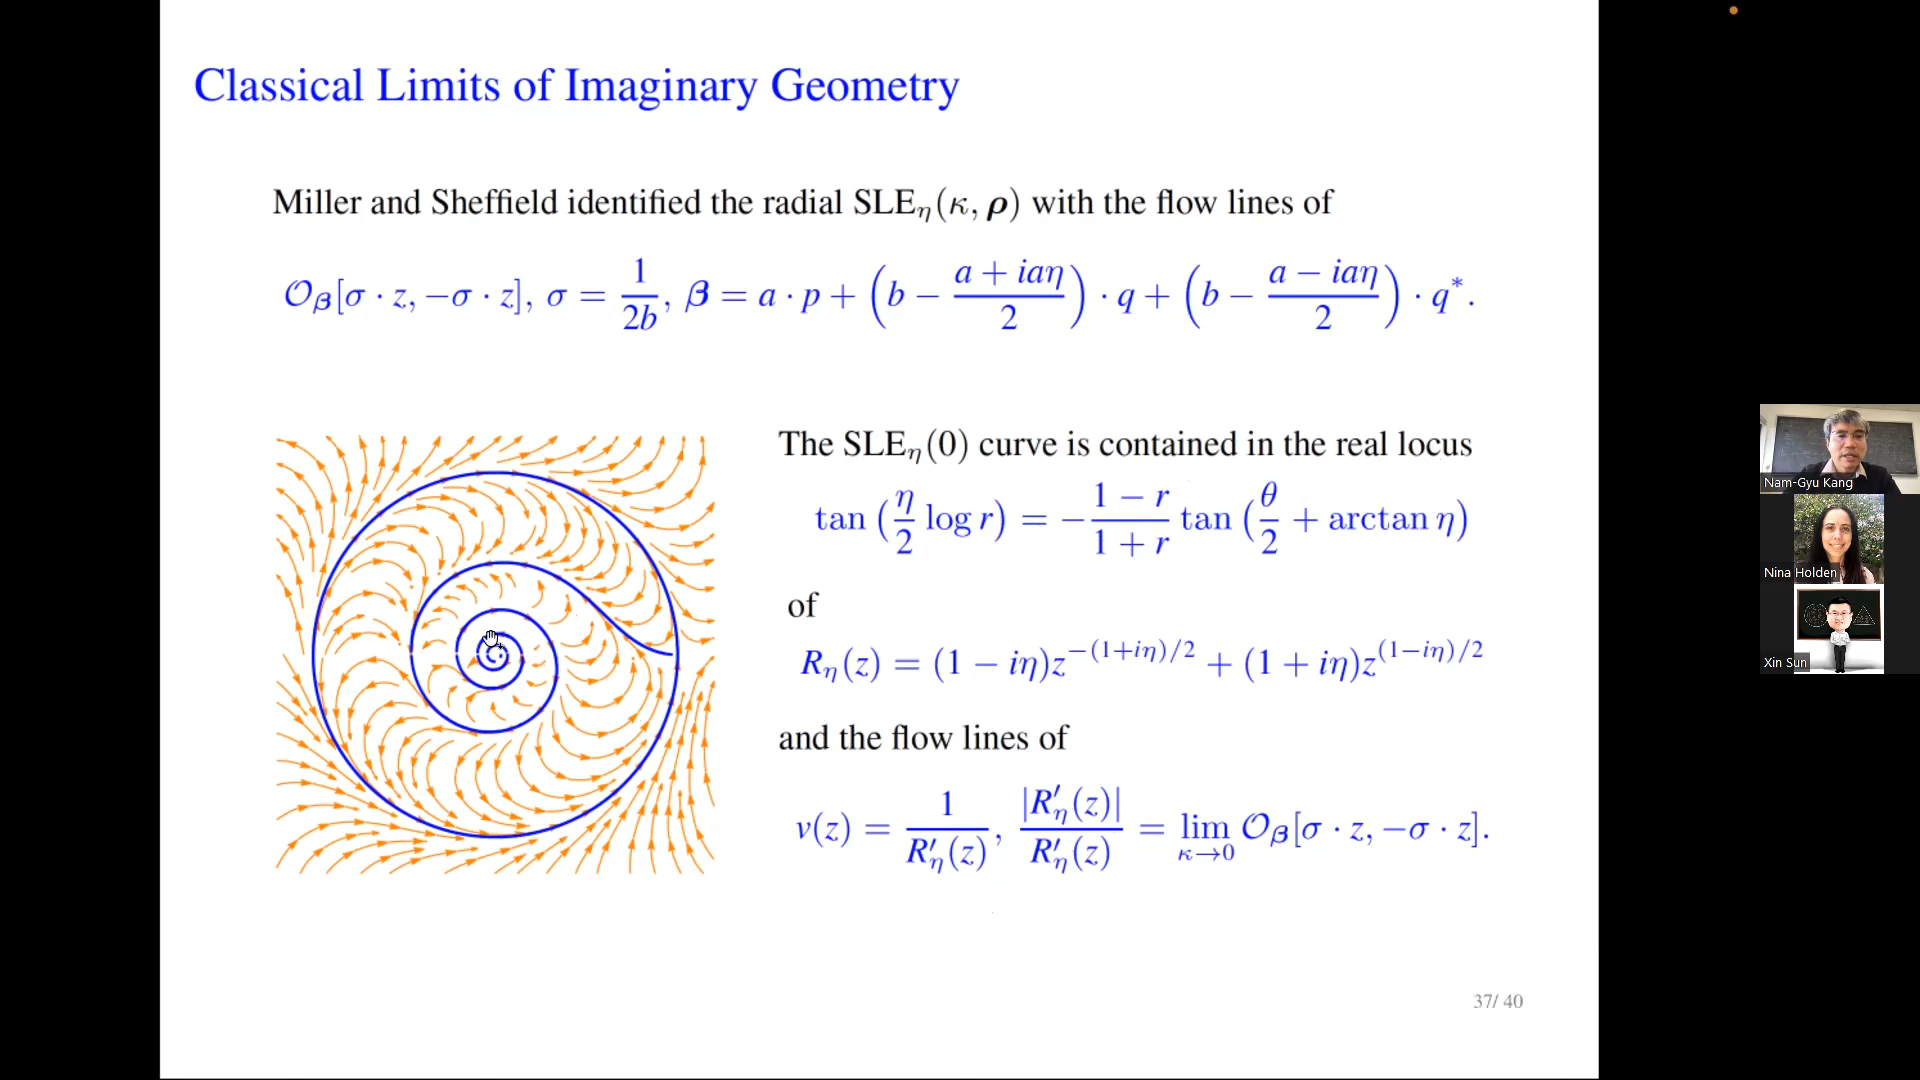 Classical Limits of Imaginary Geometry
Miller and Sheffield identified the radial SLE_η(κ, ρ) with the flow lines of
𝒪_β[σ · z, −σ · z], σ = 1/(2b), β = a · p + (b − (a + iaη)/2) · q + (b − (a − iaη)/2) · q*.
The SLE_η(0) curve is contained in the real locus
tan (η/2 log r) = − (1 − r)/(1 + r) tan (θ/2 + arctan η)
of
R_η(z) = (1 − iη)z^{−(1+iη)/2} + (1 + iη)z^{(1−iη)/2}
and the flow lines of
v(z) = 1/R′_η(z), |R′_η(z)|/R′_η(z) = lim_{κ→0} 𝒪_β[σ · z, −σ · z].
37/ 40
Nam-Gyu Kang
Nina Holden
Xin Sun